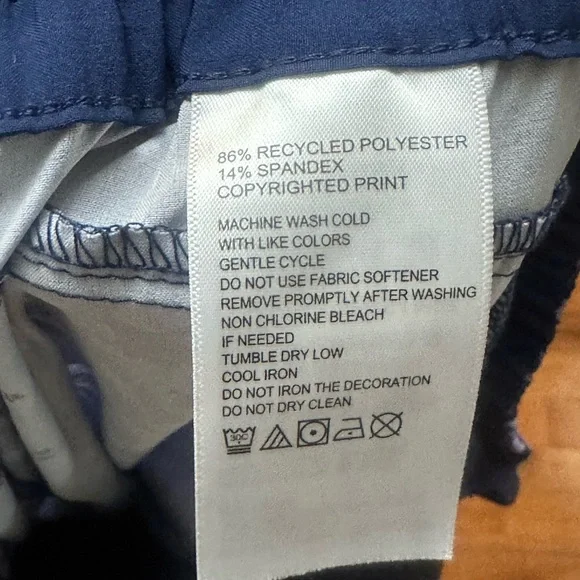 86% RECYCLED POLYESTER
14% SPANDEX
COPYRIGHTED PRINT
MACHINE WASH COLD
WITH LIKE COLORS
GENTLE CYCLE
DO NOT USE FABRIC SOFTENER
REMOVE PROMPTLY AFTER WASHING
NON CHLORINE BLEACH
IF NEEDED
TUMBLE DRY LOW
COOL IRON
DO NOT IRON THE DECORATION
DO NOT DRY CLEAN
30C